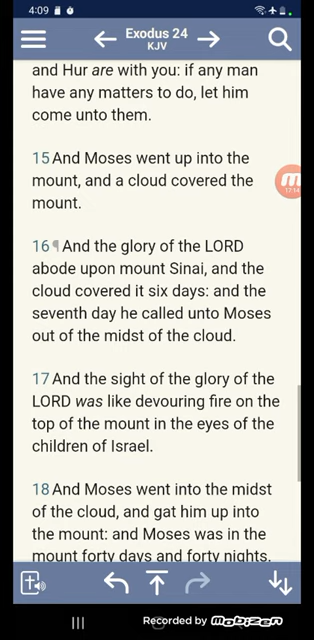 4:09
Exodus 24
KJV
and Hur are with you: if any man
have any matters to do, let him
come unto them.
15 And Moses went up into the
mount, and a cloud covered the
mount.
17:14
16 ¶ And the glory of the LORD
abode upon mount Sinai, and the
cloud covered it six days: and the
seventh day he called unto Moses
out of the midst of the cloud.
17 And the sight of the glory of the
LORD was like devouring fire on the
top of the mount in the eyes of the
children of Israel.
18 And Moses went into the midst
of the cloud, and gat him up into
the mount: and Moses was in the
mount forty days and forty nights.
Recorded by mobizen